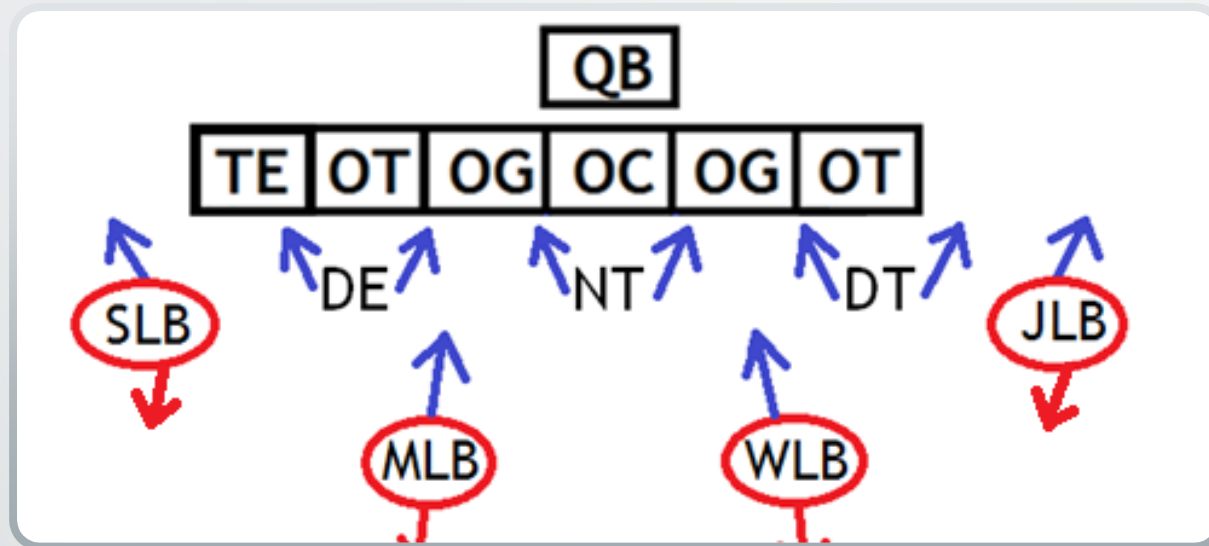 QB
TE OT OG OC OG OT
DE NT DT
SLB JLB
MLB WLB